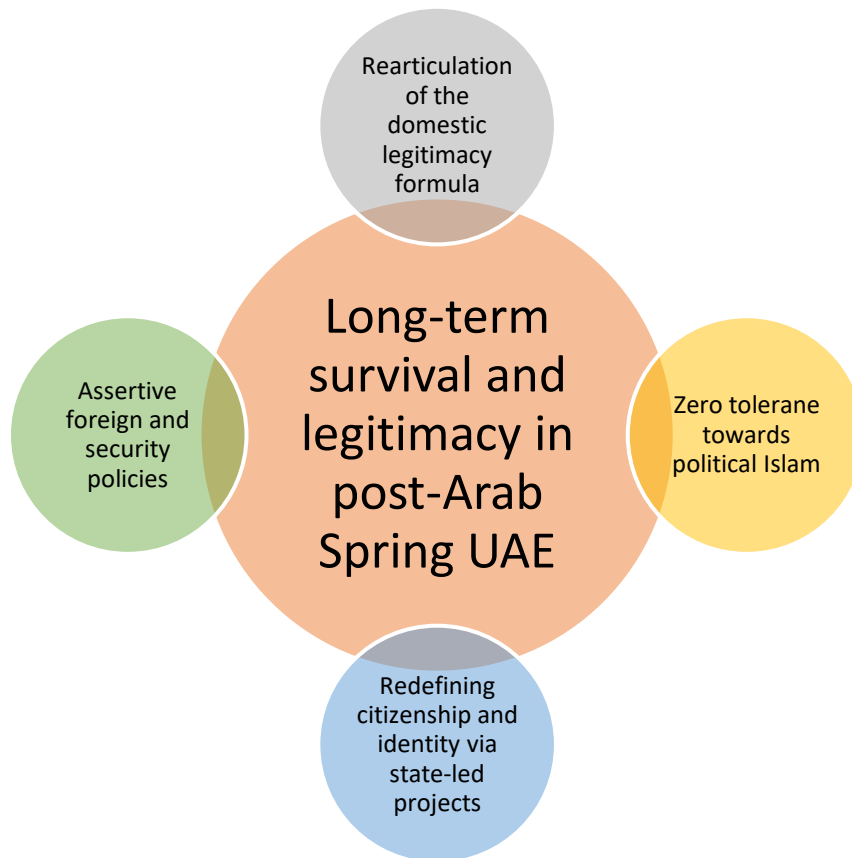 Rearticulation
of the
domestic
legitimacy
formula
Long-term
survival and
legitimacy in
post-Arab
Spring UAE
Assertive
foreign and
security
policies
Zero tolerane
towards
political Islam
Redefining
citizenship and
identity via
state-led
projects